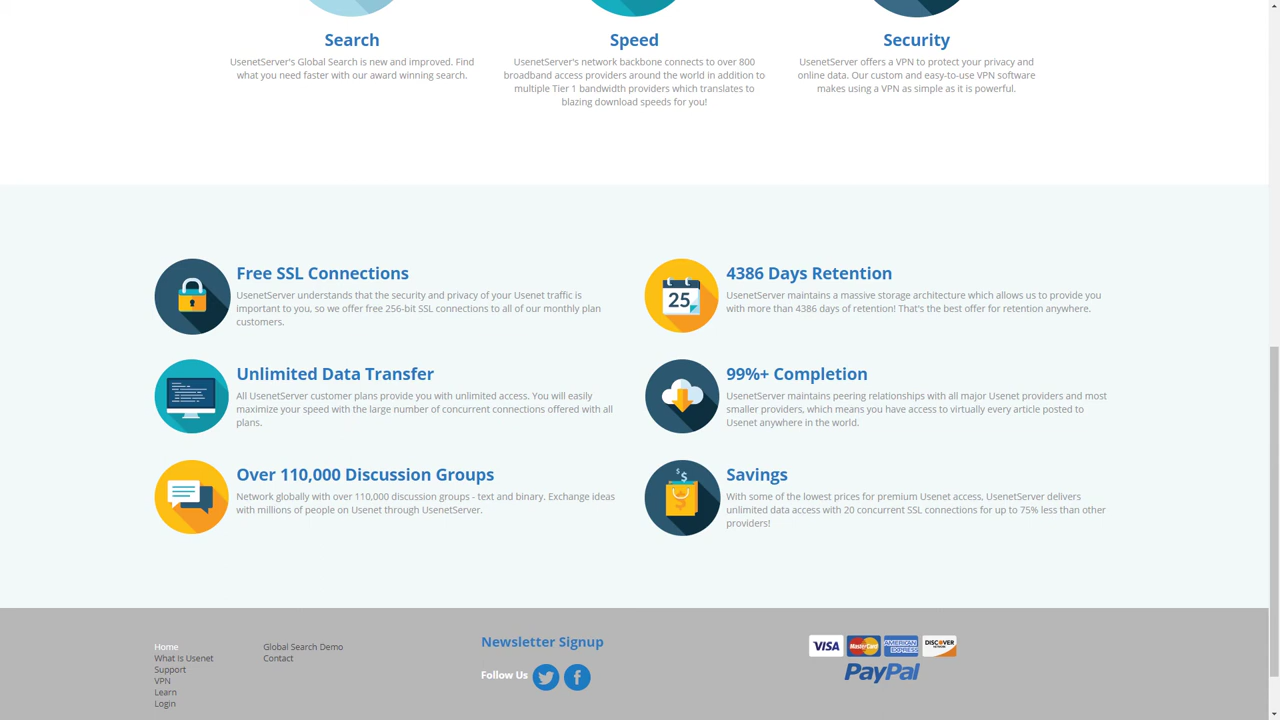 Search
UsenetServer's Global Search is new and improved. Find
what you need faster with our award winning search.
Speed
UsenetServer's network backbone connects to over 800
broadband access providers around the world in addition to
multiple Tier 1 bandwidth providers which translates to
blazing download speeds for you!
Security
UsenetServer offers a VPN to protect your privacy and
online data. Our custom and easy-to-use VPN software
makes using a VPN as simple as it is powerful.
Free SSL Connections
UsenetServer understands that the security and privacy of your Usenet traffic is
important to you, so we offer free 256-bit SSL connections to all of our monthly plan
customers.
25
4386 Days Retention
UsenetServer maintains a massive storage architecture which allows us to provide you
with more than 4386 days of retention! That's the best offer for retention anywhere.
Unlimited Data Transfer
All UsenetServer customer plans provide you with unlimited access. You will easily
maximize your speed with the large number of concurrent connections offered with all
plans.
99%+ Completion
UsenetServer maintains peering relationships with all major Usenet providers and most
smaller providers, which means you have access to virtually every article posted to
Usenet anywhere in the world.
Over 110,000 Discussion Groups
Network globally with over 110,000 discussion groups - text and binary. Exchange ideas
with millions of people on Usenet through UsenetServer.
$
$
$
Savings
With some of the lowest prices for premium Usenet access, UsenetServer delivers
unlimited data access with 20 concurrent SSL connections for up to 75% less than other
providers!
Home
What Is Usenet
Support
VPN
Learn
Login
Global Search Demo
Contact
Newsletter Signup
Follow Us
VISA
MasterCard
AMERICAN EXPRESS
DISCOVER
PayPal